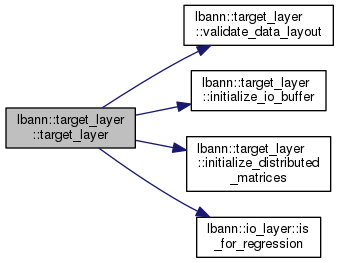 lbann::target_layer
::validate_data_layout
lbann::target_layer
::initialize_io_buffer
lbann::target_layer
::target_layer
lbann::target_layer
::initialize_distributed
_matrices
lbann::io_layer::is
_for_regression